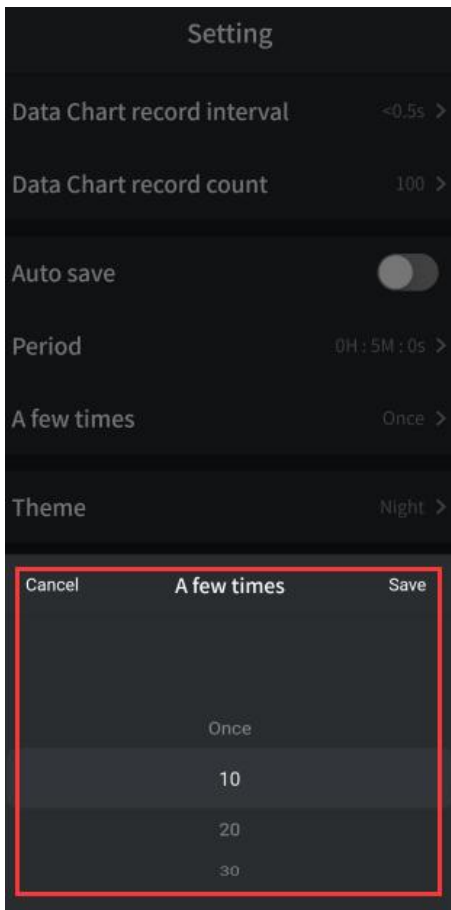 Setting
Data Chart record interval <0.5s >
Data Chart record count 100 >
Auto save
Period 0H : 5M : 0s >
A few times Once >
Theme Night >
Cancel A few times Save
Once
10
20
30